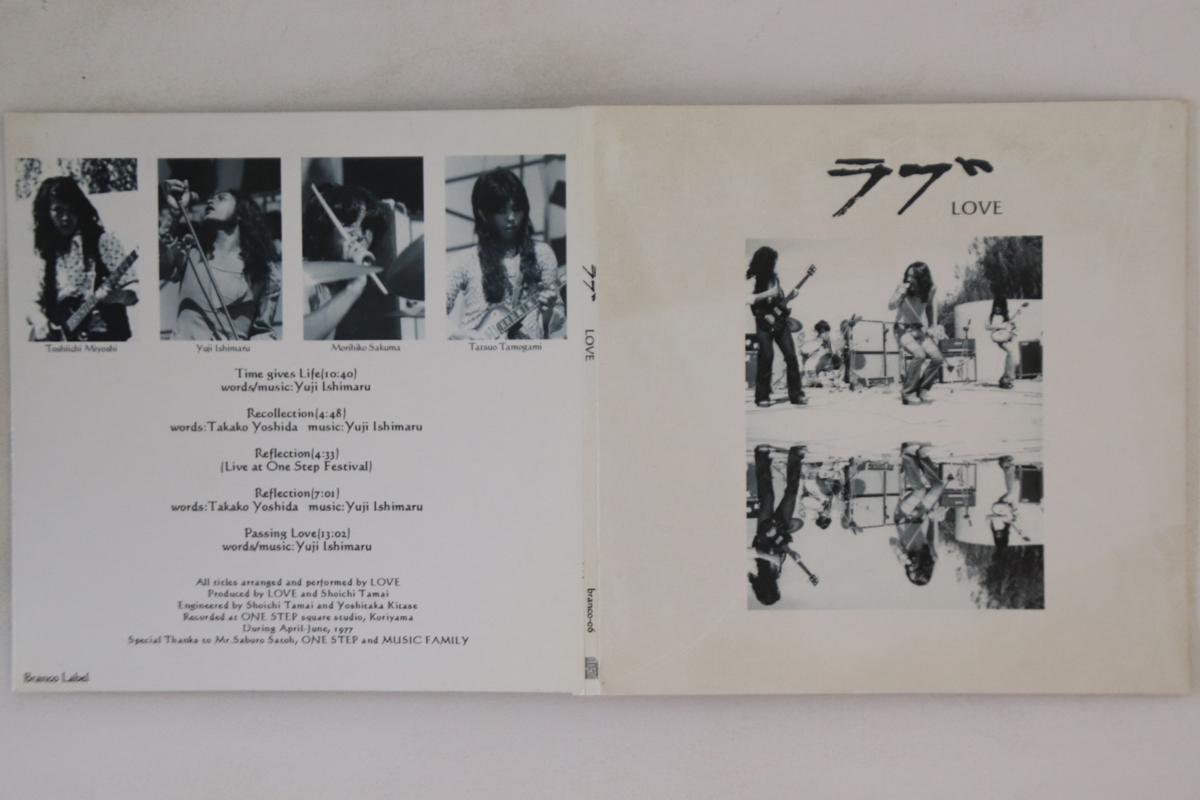 Toshiichi Miyoshi
Yuji Ishimaru
Morihiko Sakuma
Tatsuo Tamogami
Time gives Life(10:40)
words/music:Yuji Ishimaru
Recollection(4:48)
words:Takako Yoshida music:Yuji Ishimaru
Reflection(4:33)
(Live at One Step Festival)
Reflection(7:01)
words:Takako Yoshida music:Yuji Ishimaru
Passing Love(13:02)
words/music:Yuji Ishimaru
All titles arranged and performed by LOVE
Produced by LOVE and Shoichi Tamai
Engineered by Shoichi Tamai and Yoshitaka Kitase
Recorded at ONE STEP square studio, Koriyama
During April-June, 1977
Special Thanks to Mr.Saburo Satoh, ONE STEP and MUSIC FAMILY
Branco Label
ラブ
LOVE
branco-06
ラブ
LOVE